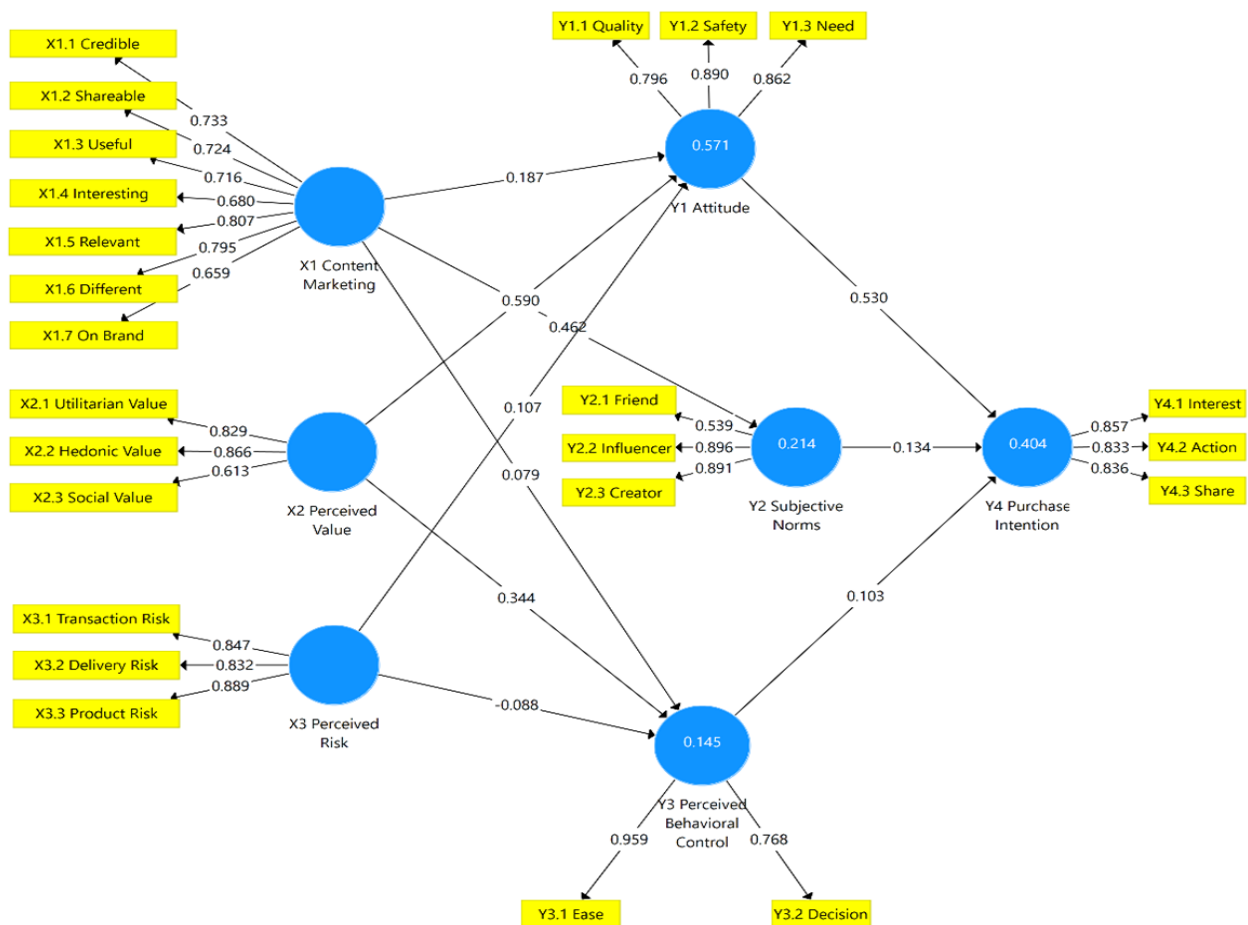 Y1.1 Quality
Y1.2 Safety
Y1.3 Need
X1.1 Credible
0.796
0.890
0.862
X1.2 Shareable
0.733
X1.3 Useful
0.724
0.571
0.716
0.187
X1.4 Interesting
0.680
Y1 Attitude
0.807
X1.5 Relevant
0.795
0.659
X1 Content
Marketing
X1.6 Different
X1.7 On Brand
0.590
0.530
0.462
X2.1 Utilitarian Value
0.829
X2.2 Hedonic Value
0.866
0.613
X2.3 Social Value
X2 Perceived
Value
0.107
0.079
Y2.1 Friend
0.539
Y2.2 Influencer
0.896
0.891
Y2.3 Creator
0.214
Y2 Subjective
Norms
0.134
0.404
Y4 Purchase
Intention
Y4.1 Interest
0.857
Y4.2 Action
0.833
0.836
Y4.3 Share
0.344
0.103
X3.1 Transaction Risk
0.847
X3.2 Delivery Risk
0.832
0.889
X3.3 Product Risk
X3 Perceived
Risk
-0.088
0.145
Y3 Perceived
Behavioral
Control
0.959
0.768
Y3.1 Ease
Y3.2 Decision